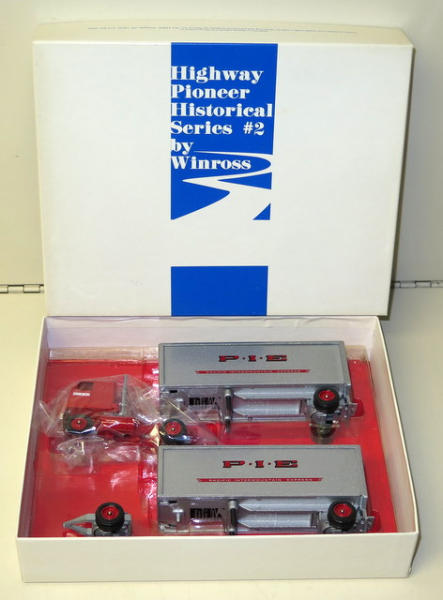 Highway
Pioneer
Historical
Series #2
by
Winross
P·I·E
PACIFIC INTERMOUNTAIN EXPRESS
P·I·E
PACIFIC INTERMOUNTAIN EXPRESS